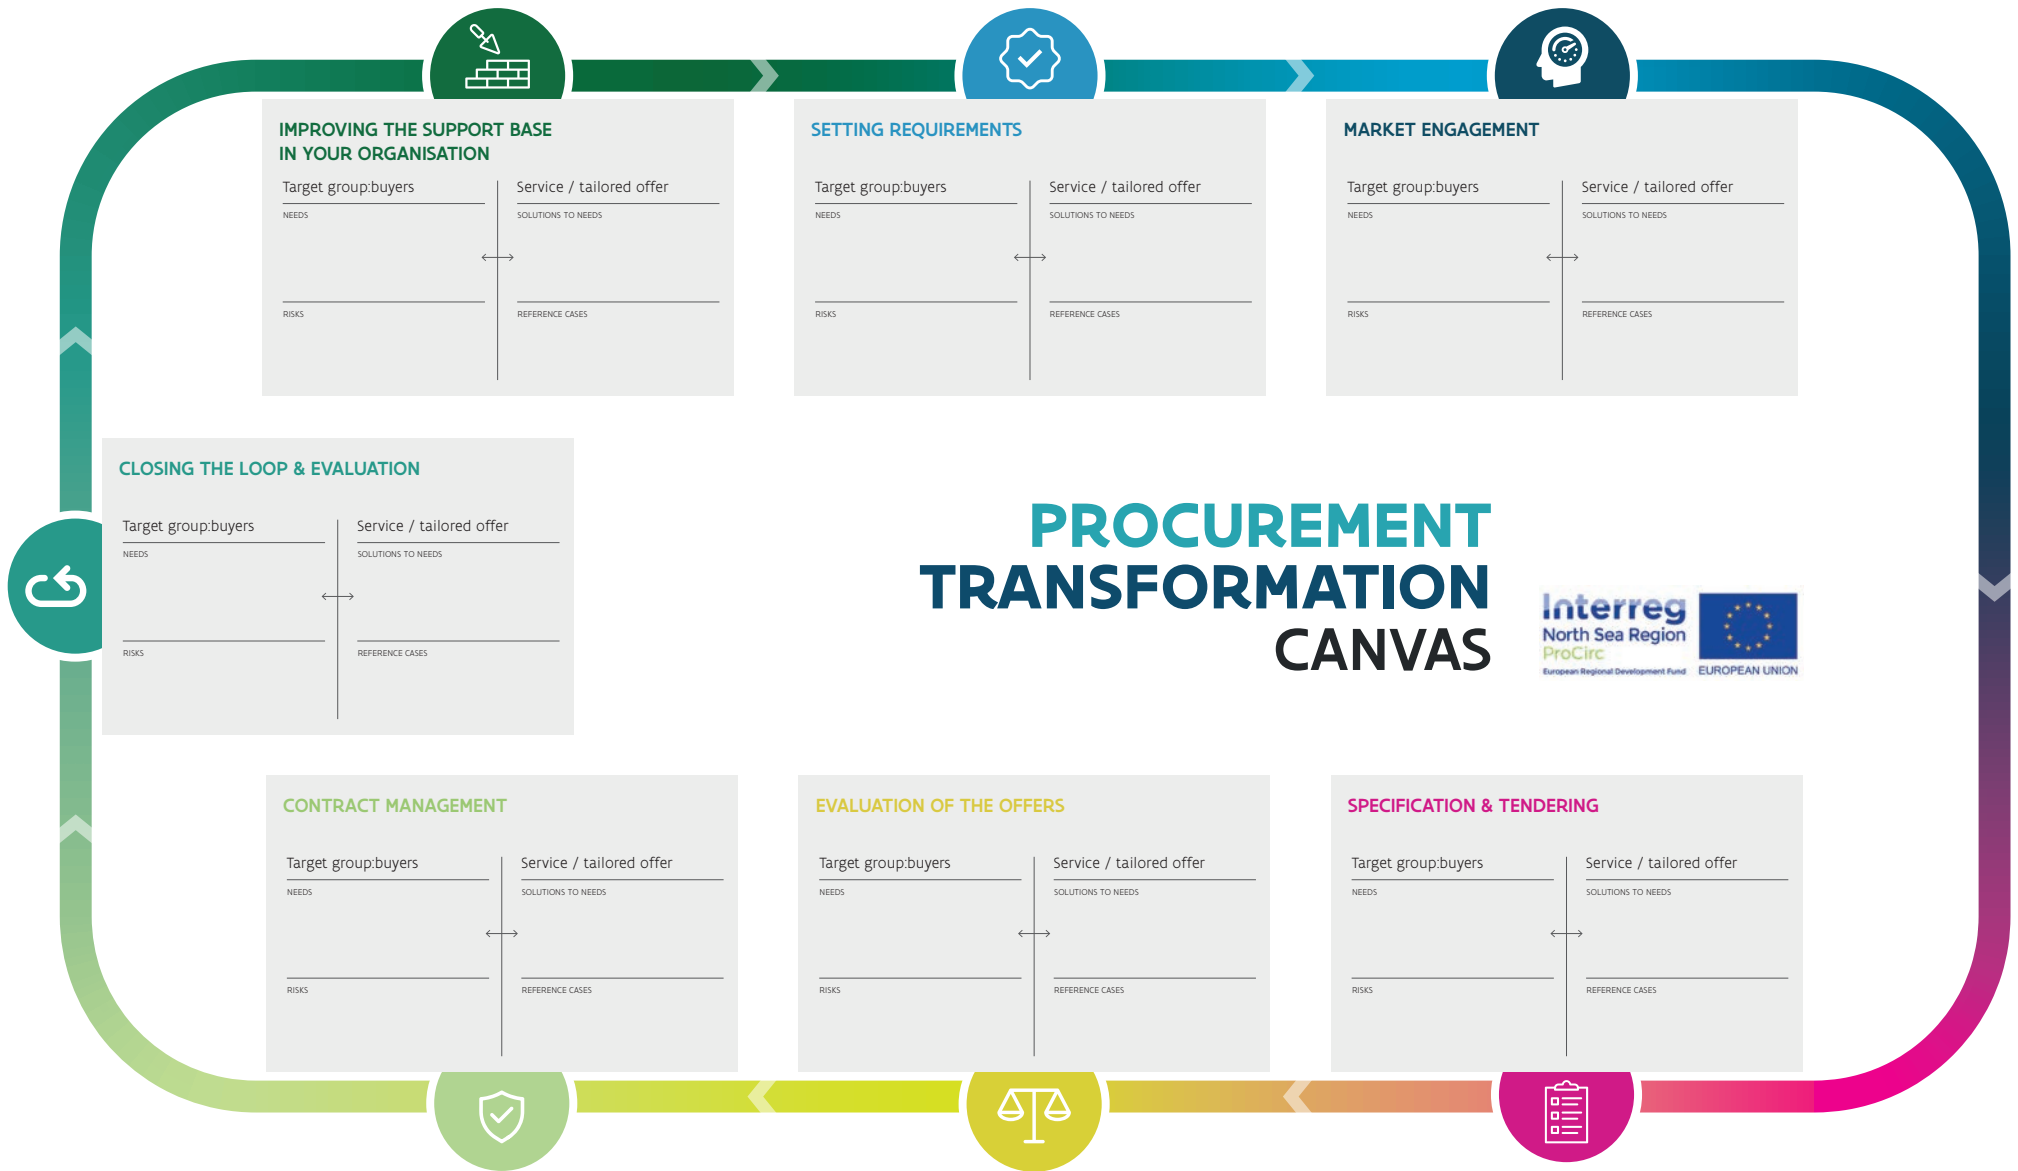 IMPROVING THE SUPPORT BASE
IN YOUR ORGANISATION
Target group:buyers
Service / tailored offer
NEEDS
SOLUTIONS TO NEEDS
RISKS
REFERENCE CASES
SETTING REQUIREMENTS
Target group:buyers
Service / tailored offer
NEEDS
SOLUTIONS TO NEEDS
RISKS
REFERENCE CASES
MARKET ENGAGEMENT
Target group:buyers
Service / tailored offer
NEEDS
SOLUTIONS TO NEEDS
RISKS
REFERENCE CASES
CLOSING THE LOOP & EVALUATION
Target group:buyers
Service / tailored offer
NEEDS
SOLUTIONS TO NEEDS
RISKS
REFERENCE CASES
PROCUREMENT
TRANSFORMATION
CANVAS
Interreg
North Sea Region
ProCirc
European Regional Development Fund
EUROPEAN UNION
CONTRACT MANAGEMENT
Target group:buyers
Service / tailored offer
NEEDS
SOLUTIONS TO NEEDS
RISKS
REFERENCE CASES
EVALUATION OF THE OFFERS
Target group:buyers
Service / tailored offer
NEEDS
SOLUTIONS TO NEEDS
RISKS
REFERENCE CASES
SPECIFICATION & TENDERING
Target group:buyers
Service / tailored offer
NEEDS
SOLUTIONS TO NEEDS
RISKS
REFERENCE CASES